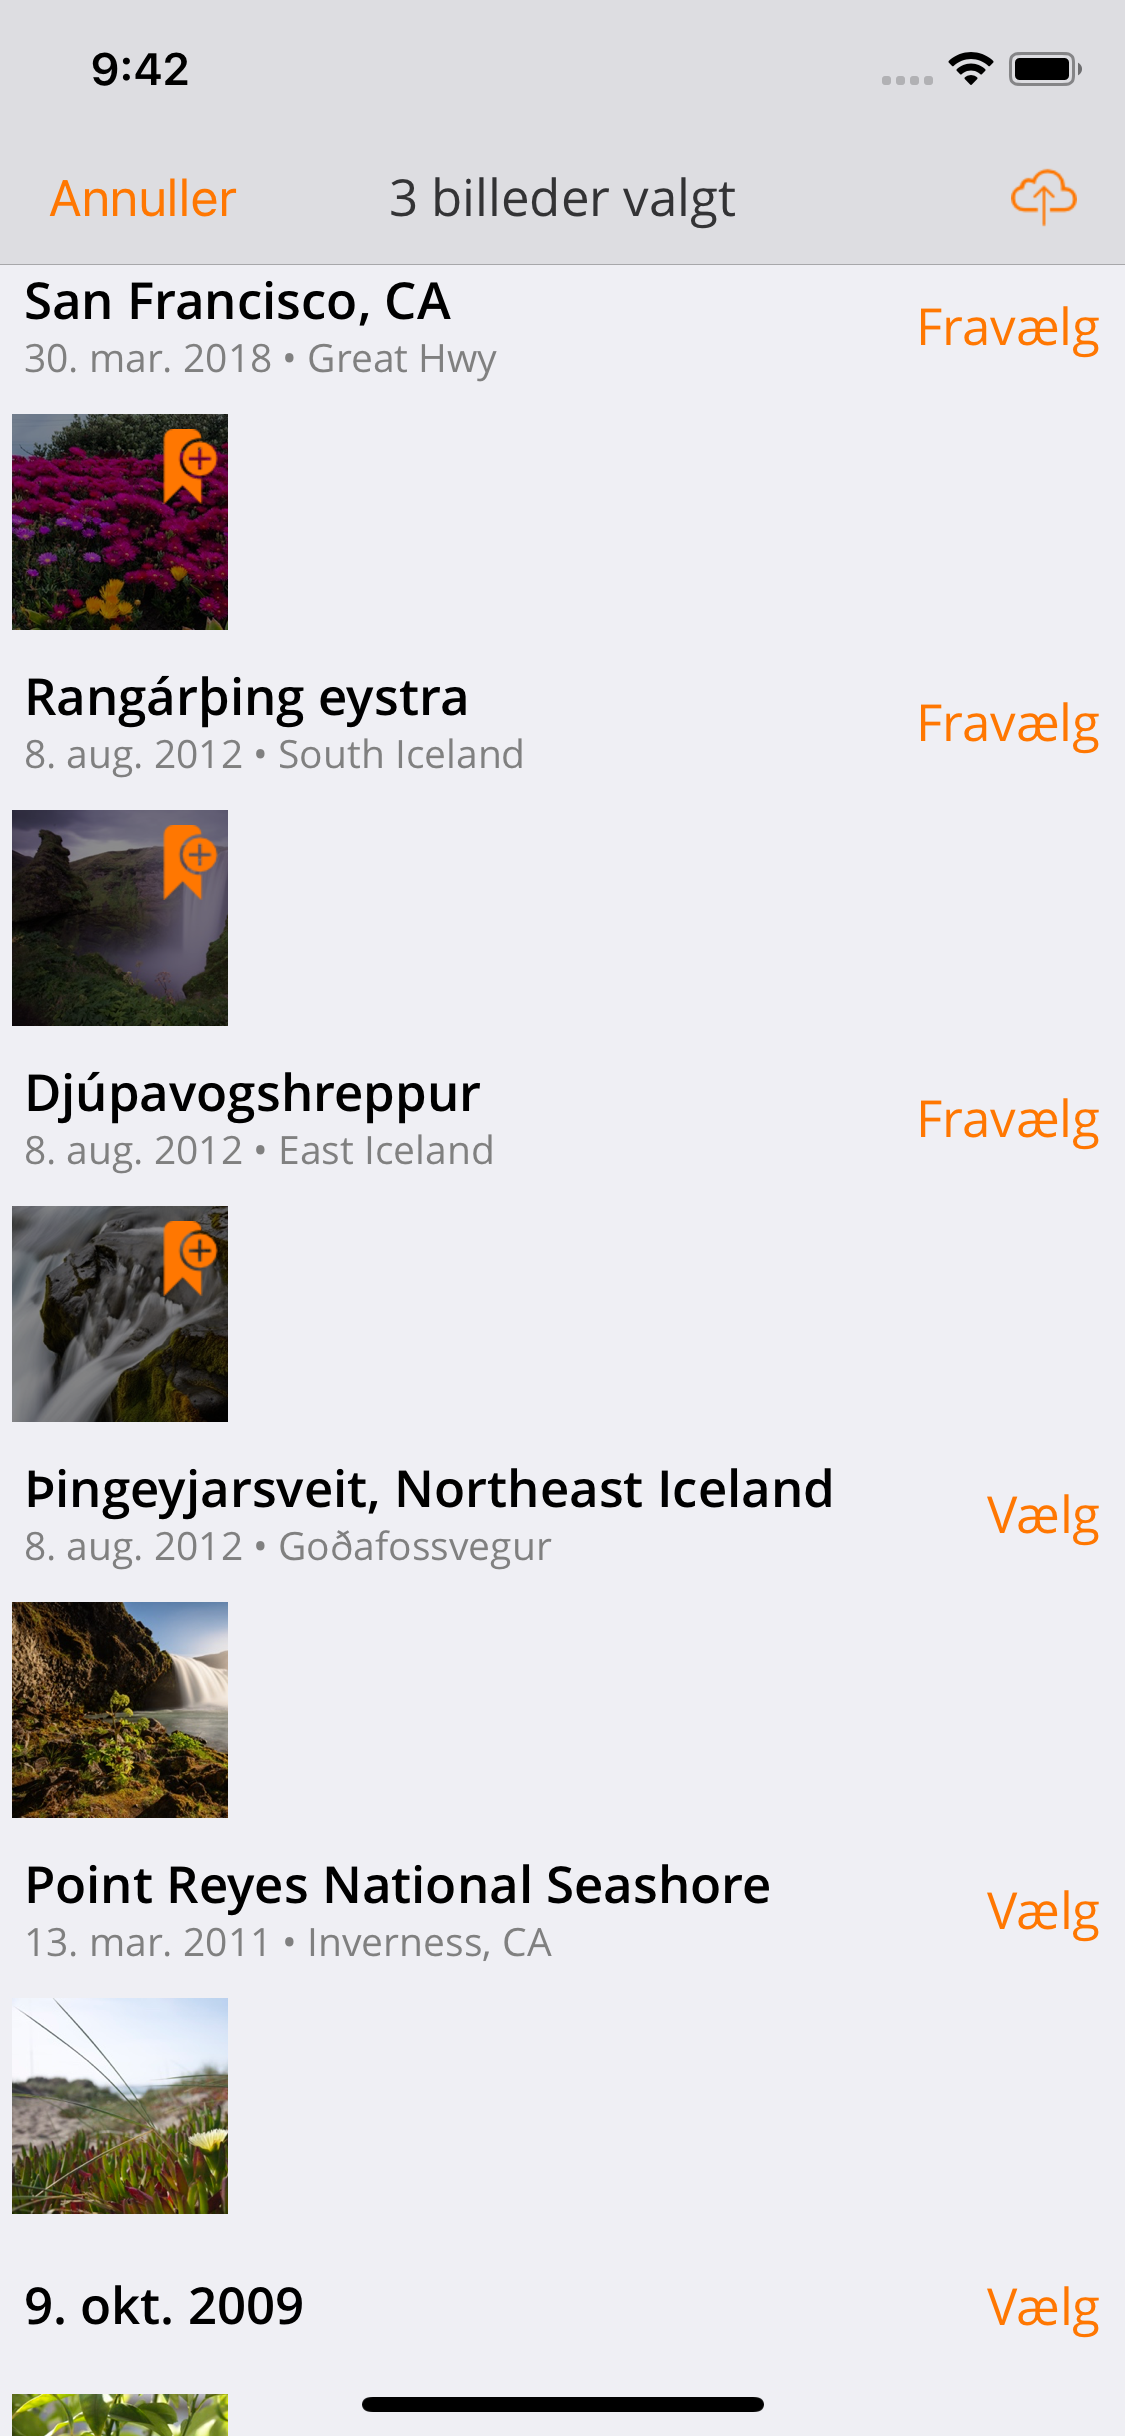 9:42
Annuller
3 billeder valgt
San Francisco, CA
Fravælg
30. mar. 2018 • Great Hwy
Rangárþing eystra
Fravælg
8. aug. 2012 • South Iceland
Djúpavogshreppur
Fravælg
8. aug. 2012 • East Iceland
Þingeyjarsveit, Northeast Iceland
Vælg
8. aug. 2012 • Goðafossvegur
Point Reyes National Seashore
Vælg
13. mar. 2011 • Inverness, CA
9. okt. 2009
Vælg